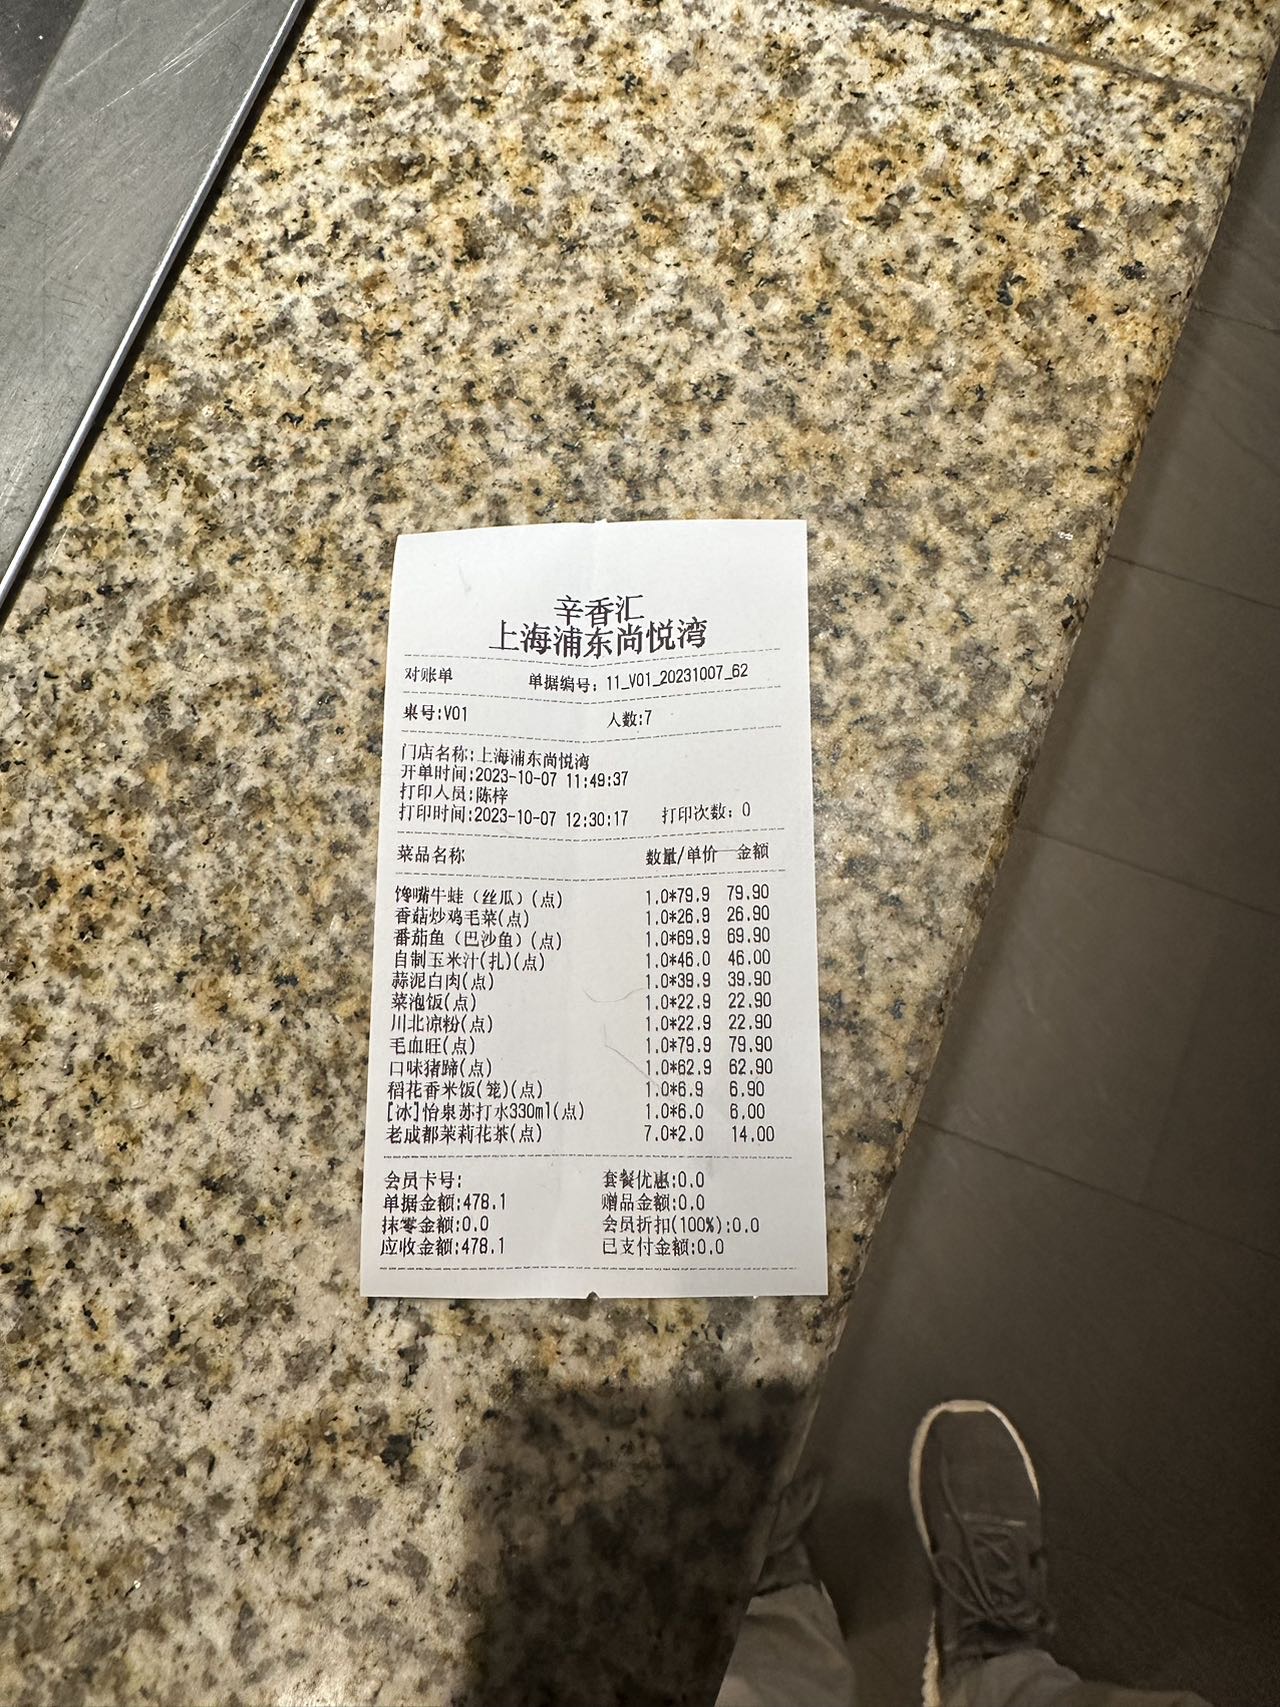 辛香汇
上海浦东尚悦湾
对账单 单据编号: 11_V01_20231007_62
桌号:V01 人数:7
门店名称:上海浦东尚悦湾
开单时间:2023-10-07 11:49:37
打印人员:陈梓
打印时间:2023-10-07 12:30:17 打印次数: 0
菜品名称 数量/单价 金额
馋嘴牛蛙（丝瓜）(点) 1.0*79.9 79.90
香菇炒鸡毛菜(点) 1.0*26.9 26.90
番茄鱼（巴沙鱼）(点) 1.0*69.9 69.90
自制玉米汁(扎)(点) 1.0*46.0 46.00
蒜泥白肉(点) 1.0*39.9 39.90
菜泡饭(点) 1.0*22.9 22.90
川北凉粉(点) 1.0*22.9 22.90
毛血旺(点) 1.0*79.9 79.90
口味猪蹄(点) 1.0*62.9 62.90
稻花香米饭(笼)(点) 1.0*6.9 6.90
[冰]怡泉苏打水330ml(点) 1.0*6.0 6.00
老成都茉莉花茶(点) 7.0*2.0 14.00
会员卡号: 套餐优惠:0.0
单据金额:478.1 赠品金额:0.0
抹零金额:0.0 会员折扣(100%):0.0
应收金额:478.1 已支付金额:0.0